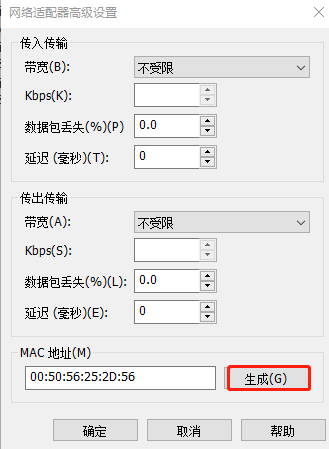 网络适配器高级设置
传入传输
带宽(B): 不受限
Kbps(K):
数据包丢失(%)(P) 0.0
延迟 (毫秒)(T): 0
传出传输
带宽(A): 不受限
Kbps(S):
数据包丢失(%)(L): 0.0
延迟 (毫秒)(E): 0
MAC 地址(M)
00:50:56:25:2D:56 生成(G)
确定 取消 帮助